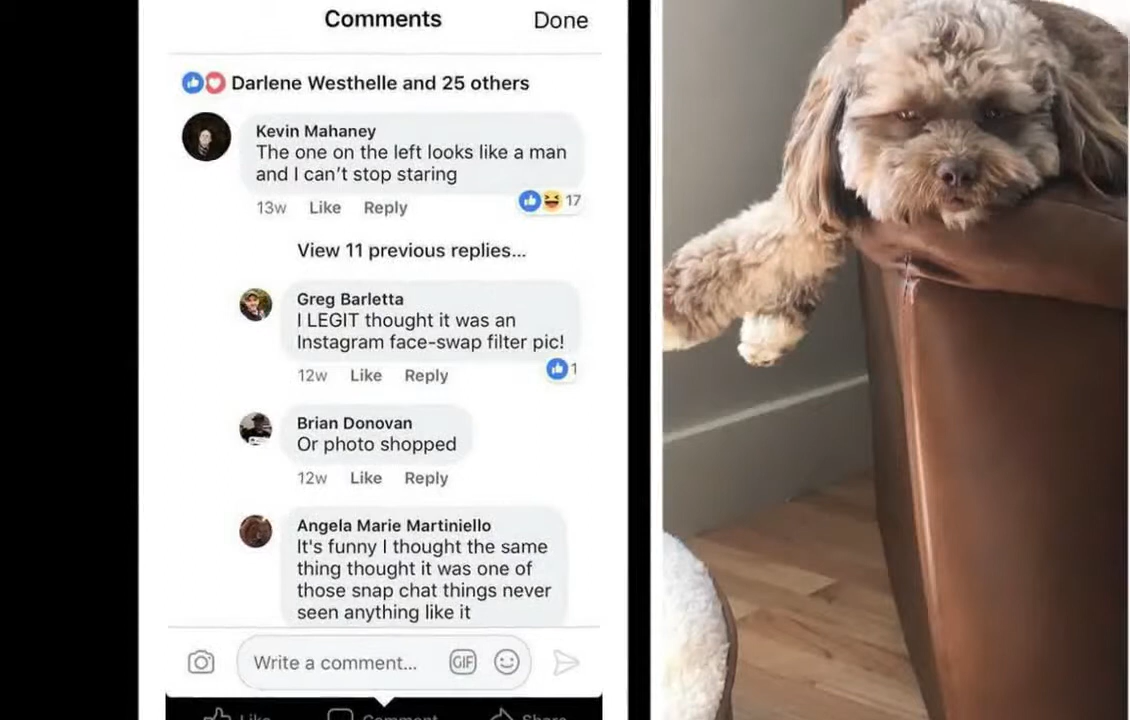 Comments Done
Darlene Westhelle and 25 others
Kevin Mahaney
The one on the left looks like a man
and I can't stop staring
13w Like Reply 17
View 11 previous replies...
Greg Barletta
I LEGIT thought it was an
Instagram face-swap filter pic!
12w Like Reply 1
Brian Donovan
Or photo shopped
12w Like Reply
Angela Marie Martiniello
It's funny I thought the same
thing thought it was one of
those snap chat things never
seen anything like it
Write a comment... GIF
Like Comment Share